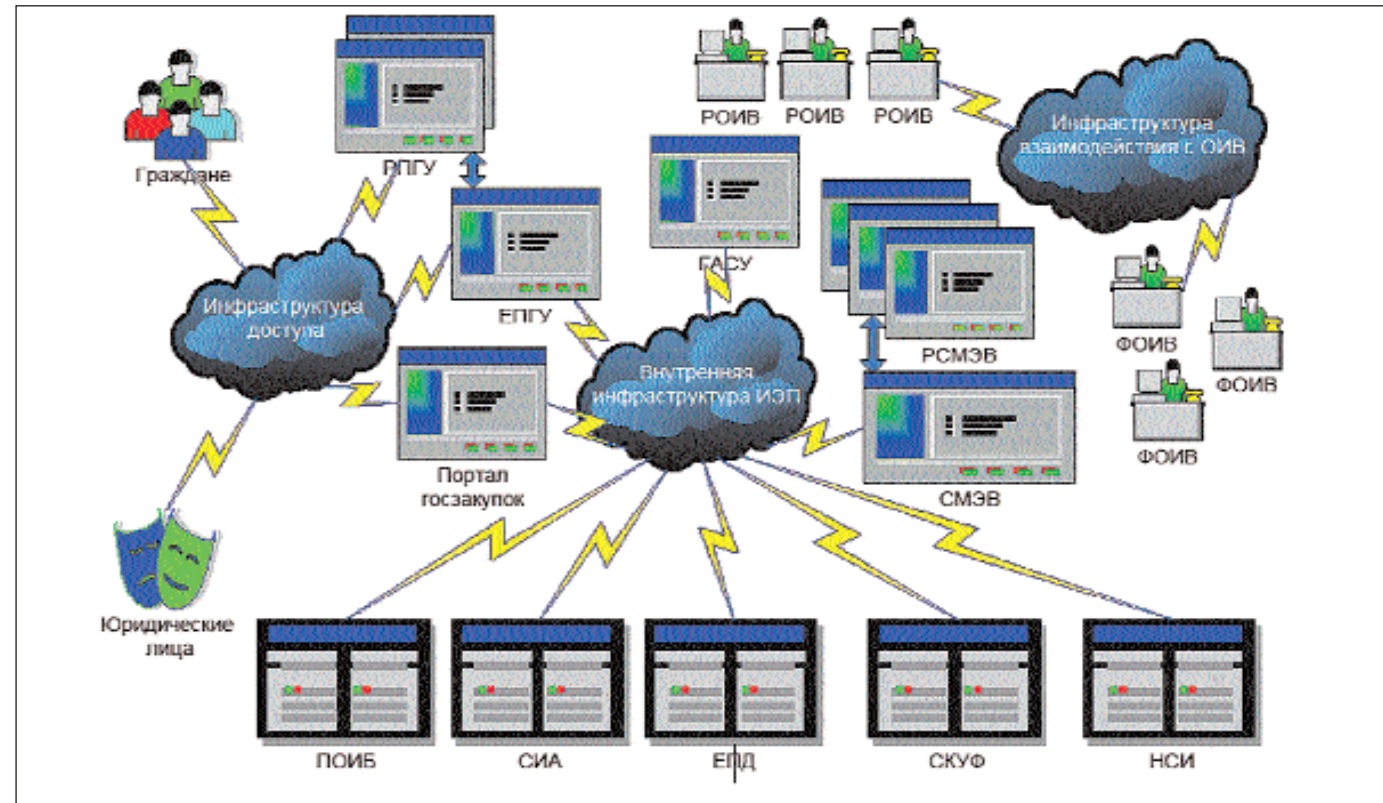 РОИВ
РОИВ
РОИВ
Инфраструктура
взаимодействия г. ОИВ
Граждане
РПГУ
ГАСУ
ЕПГУ
Инфраструктура
доступа
РСМЭВ
ФОИВ
ФОИВ
ФОИВ
Внутренняя
инфраструктура ИЭП
Портал
госзакупок
СМЭВ
Юридические
лица
ПОИБ
СИА
ЕПД
СКУФ
НСИ